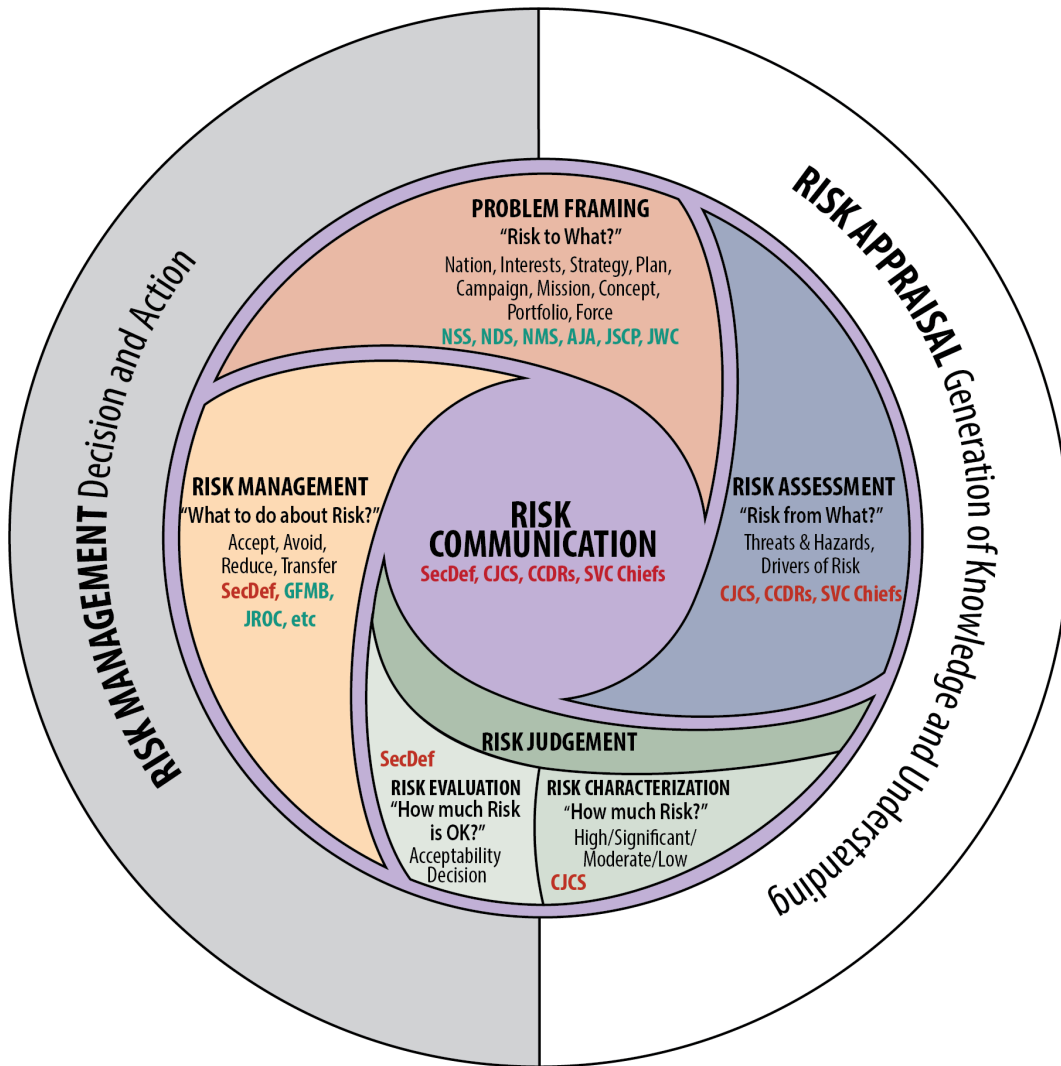 RISK MANAGEMENT Decision and Action
RISK APPRAISAL Generation of Knowledge and Understanding
PROBLEM FRAMING
“Risk to What?”
Nation, Interests, Strategy, Plan,
Campaign, Mission, Concept,
Portfolio, Force
NSS, NDS, NMS, AJA, JSCP, JWC
RISK ASSESSMENT
“Risk from What?”
Threats & Hazards,
Drivers of Risk
CJCS, CCDRs, SVC Chiefs
RISK MANAGEMENT
“What to do about Risk?”
Accept, Avoid,
Reduce, Transfer
SecDef, GFMB,
JROC, etc
RISK
COMMUNICATION
SecDef, CJCS, CCDRs, SVC Chiefs
RISK JUDGEMENT
SecDef
RISK EVALUATION
“How much Risk
is OK?”
Acceptability
Decision
RISK CHARACTERIZATION
“How much Risk?”
High/Significant/
Moderate/Low
CJCS